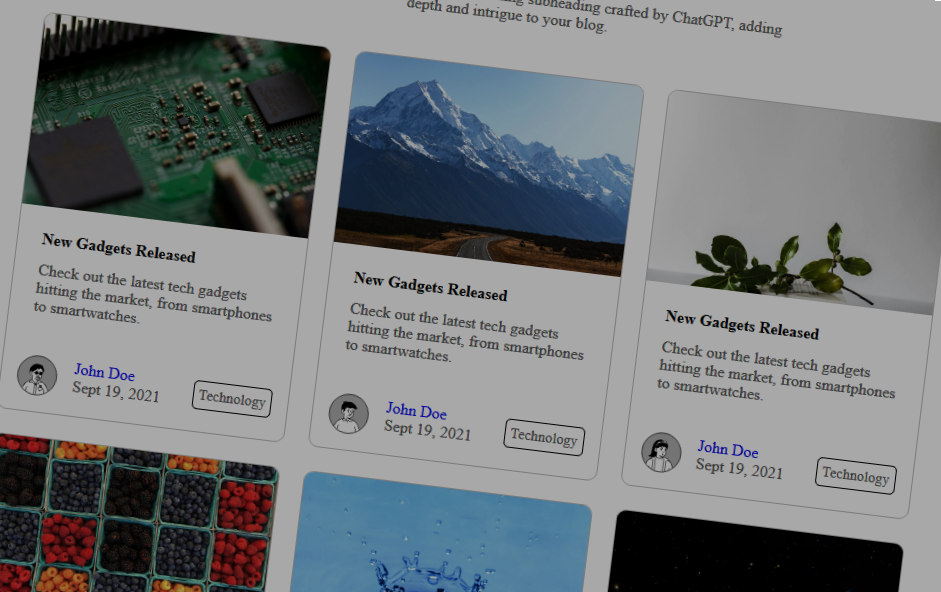 subheading crafted by ChatGPT, adding
depth and intrigue to your blog.
New Gadgets Released
Check out the latest tech gadgets
hitting the market, from smartphones
to smartwatches.
John Doe
Sept 19, 2021
Technology
New Gadgets Released
Check out the latest tech gadgets
hitting the market, from smartphones
to smartwatches.
John Doe
Sept 19, 2021
Technology
New Gadgets Released
Check out the latest tech gadgets
hitting the market, from smartphones
to smartwatches.
John Doe
Sept 19, 2021
Technology